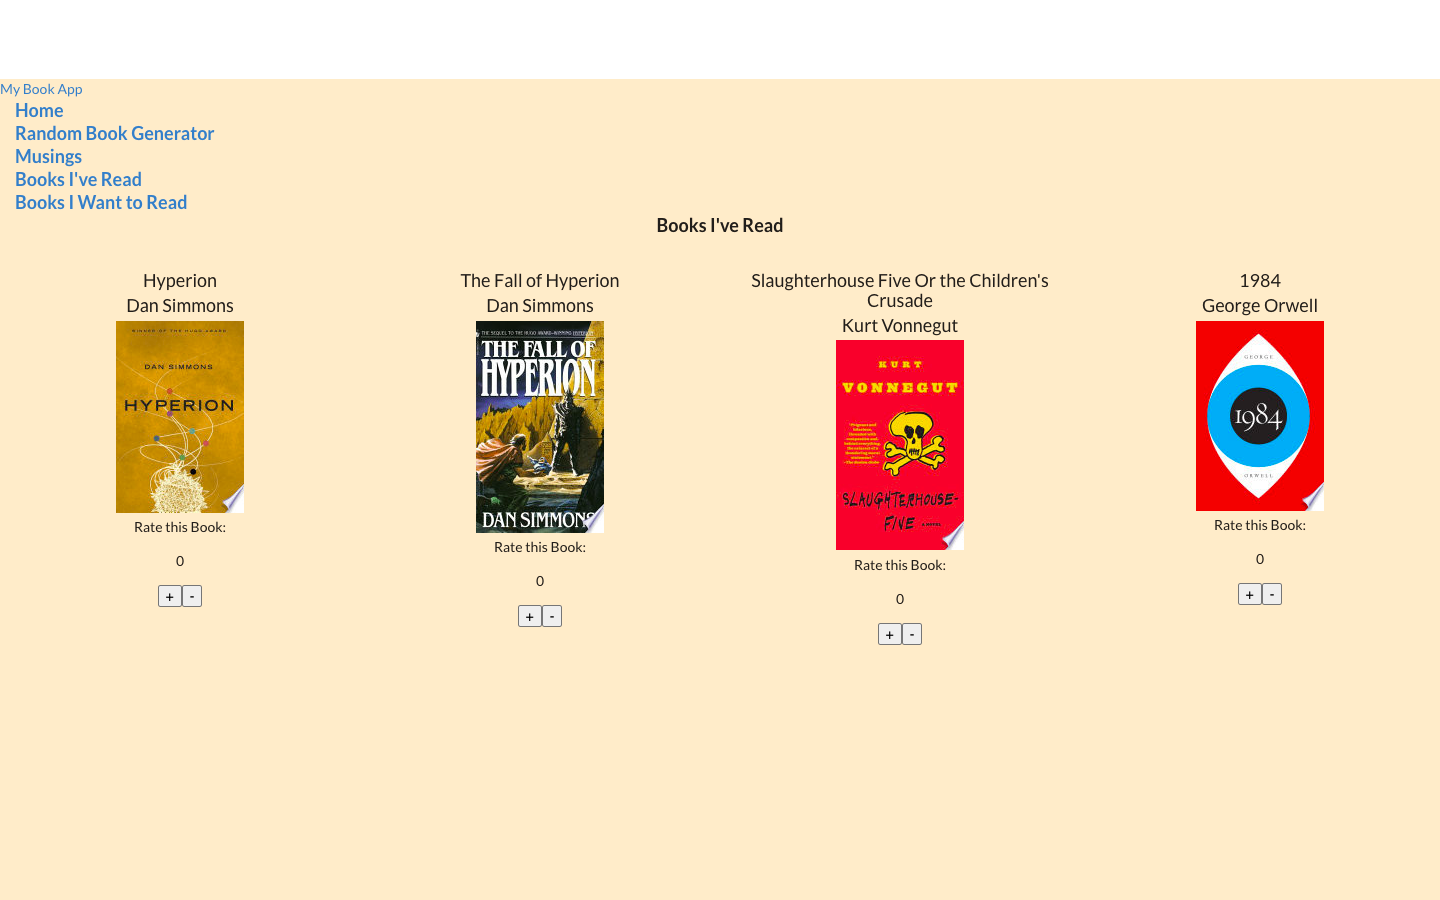 My Book App
Home
Random Book Generator
Musings
Books I've Read
Books I Want to Read
Books I've Read
Hyperion
Dan Simmons
WINNER OF THE HUGO AWARD
DAN SIMMONS
HYPERION
Rate this Book:
0
+ -
The Fall of Hyperion
Dan Simmons
THE SEQUEL TO THE HUGO AWARD-WINNING HYPERION
THE FALL OF
HYPERION
DAN SIMMONS
Rate this Book:
0
+ -
Slaughterhouse Five Or the Children's
Crusade
Kurt Vonnegut
KURT
VONNEGUT
SLAUGHTERHOUSE-
FIVE A NOVEL
Rate this Book:
0
+ -
1984
George Orwell
GEORGE
1984
ORWELL
Rate this Book:
0
+ -